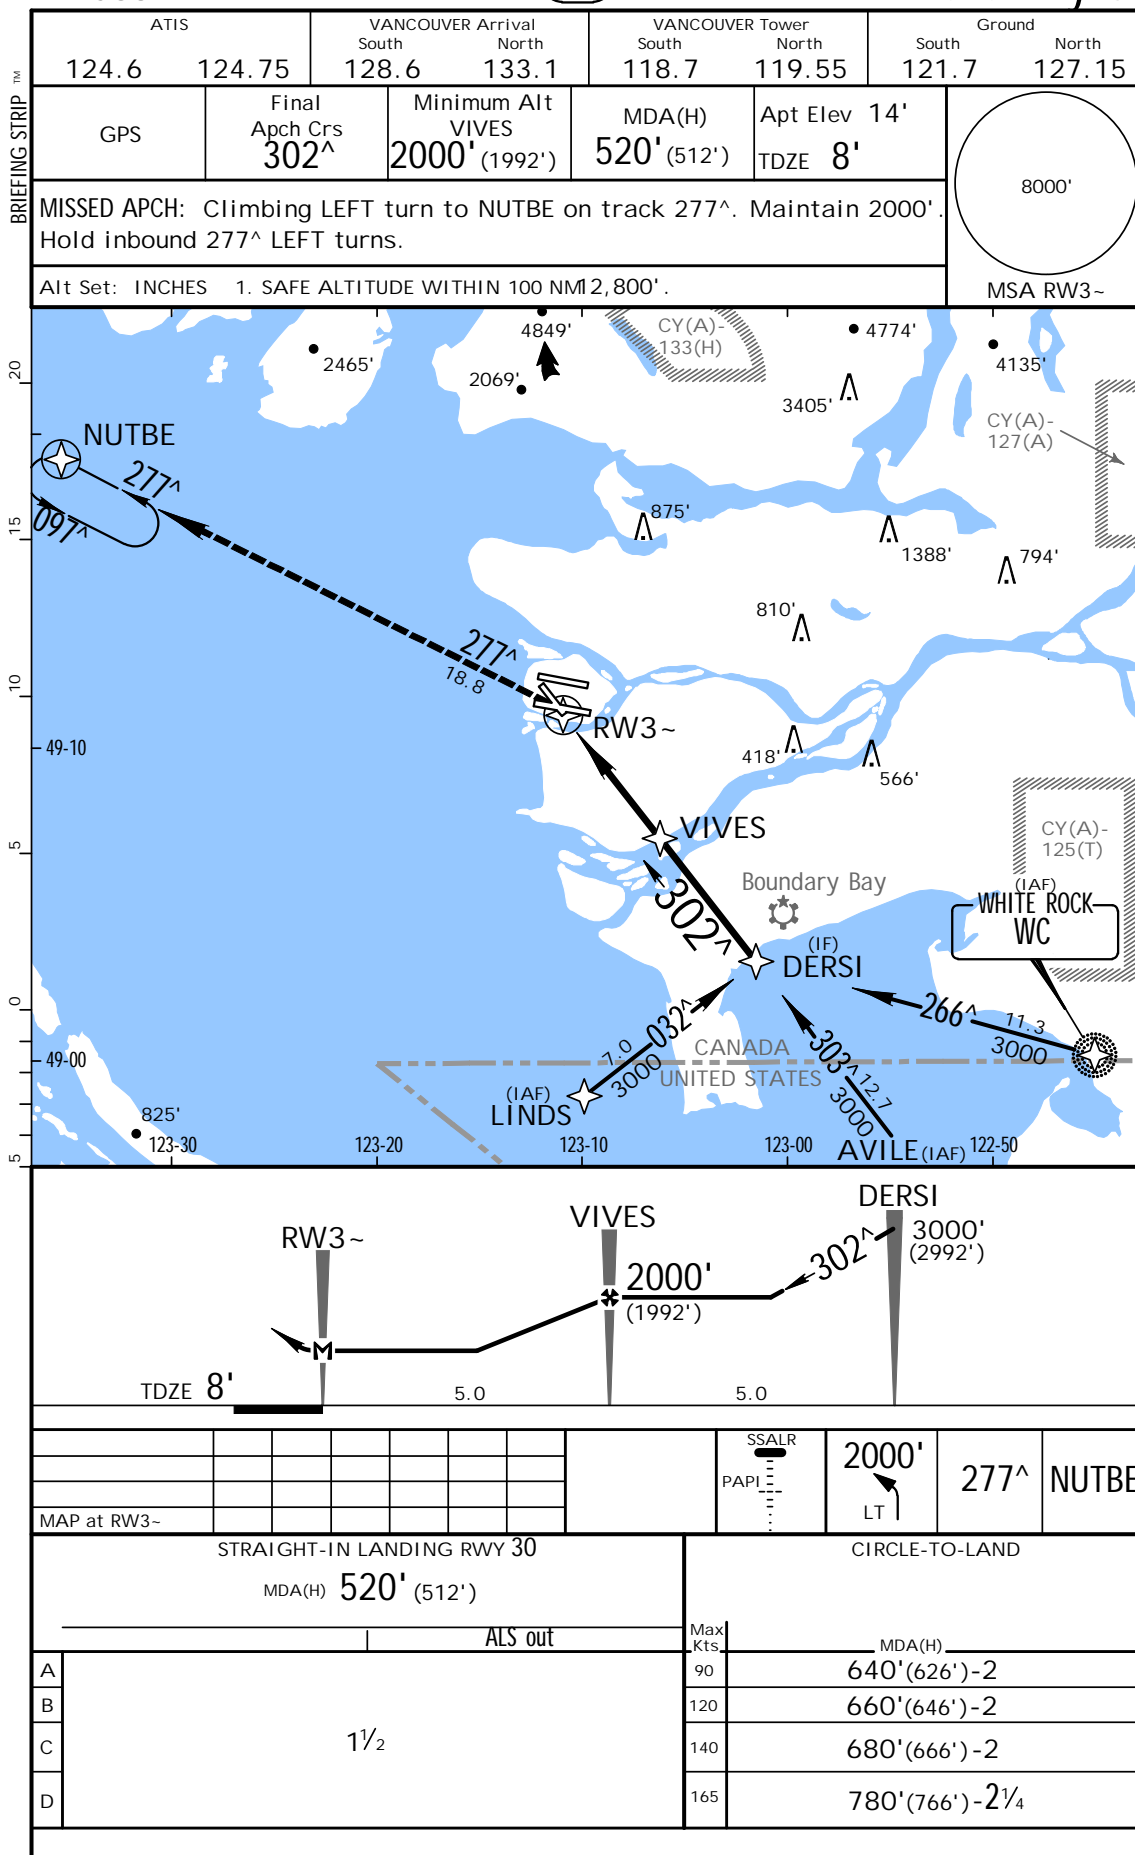 ATIS
VANCOUVER Arrival
VANCOUVER Tower
Ground
South North South North South North
124.6 124.75 128.6 133.1 118.7 119.55 121.7 127.15
BRIEFING STRIP TM
GPS
Final
Apch Crs
302^
Minimum Alt
VIVES
2000' (1992')
MDA(H)
520' (512')
Apt Elev 14'
TDZE 8'
8000'
MSA RW3~
MISSED APCH: Climbing LEFT turn to NUTBE on track 277^. Maintain 2000'.
Hold inbound 277^ LEFT turns.
Alt Set: INCHES 1. SAFE ALTITUDE WITHIN 100 NM12,800'.
4849'
CY(A)-
133(H)
4774'
2465'
2069'
4135'
20
3405'
CY(A)-
127(A)
NUTBE
277^
097^
15
875'
1388'
794'
810'
277^
18.8
10
RW3~
49-10
418'
566'
VIVES
5
CY(A)-
125(T)
302^
Boundary Bay
(IAF)
WHITE ROCK
WC
(IF)
DERSI
0
032^
7.0
3000
266^
11.3
3000
303^
12.7
3000
CANADA
UNITED STATES
49-00
(IAF)
LINDS
825'
AVILE (IAF)
5
123-30 123-20 123-10 123-00 122-50
DERSI
VIVES
RW3~
3000'
(2992')
302^
2000'
(1992')
M
TDZE 8'
5.0 5.0
MAP at RW3~
SSALR
PAPI
2000'
LT
277^
NUTBE
STRAIGHT-IN LANDING RWY 30
MDA(H) 520' (512')
ALS out
CIRCLE-TO-LAND
Max
Kts
MDA(H)
A
90 640'(626')-2
B
120 660'(646')-2
C
1½
140 680'(666')-2
D
165 780'(766')-2¼